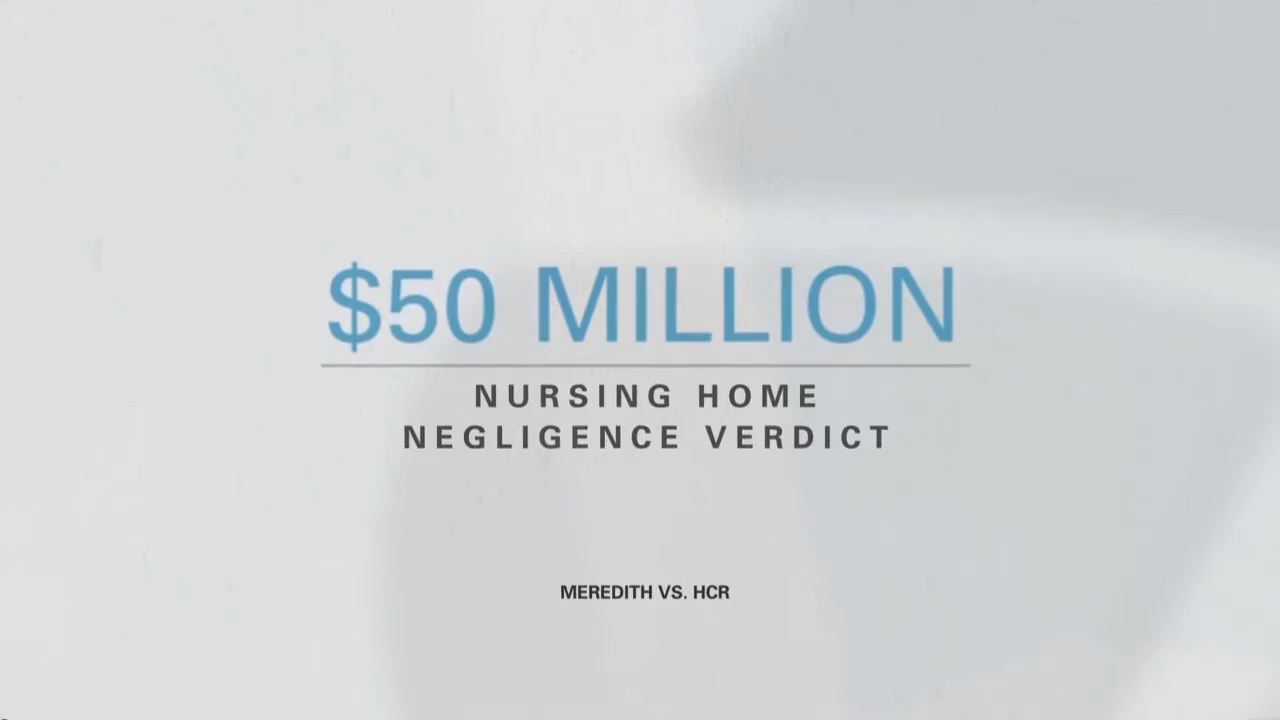 $50 MILLION
NURSING HOME
NEGLIGENCE VERDICT
MEREDITH VS. HCR